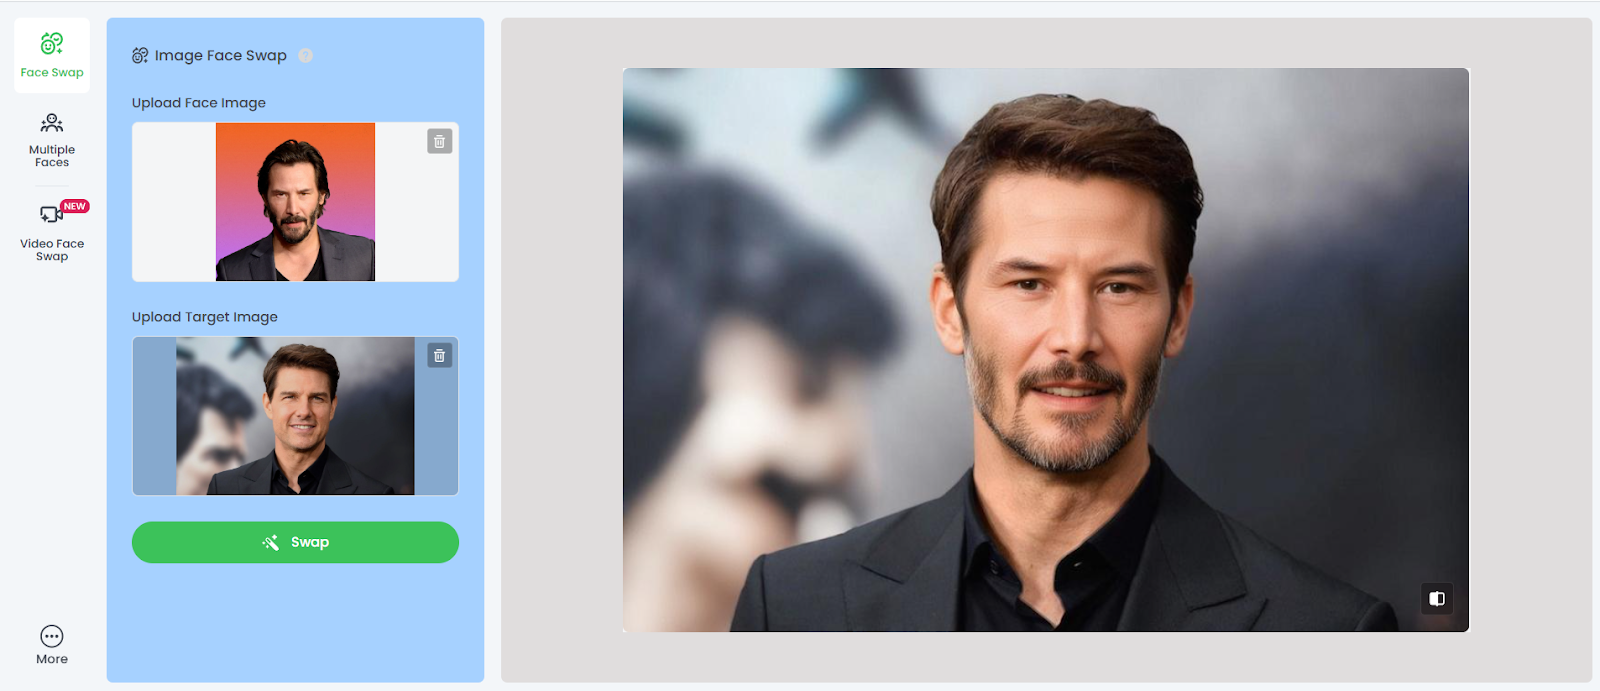 Face Swap
Multiple
Faces
NEW
Video Face
Swap
More
Image Face Swap ?
Upload Face Image
Upload Target Image
Swap